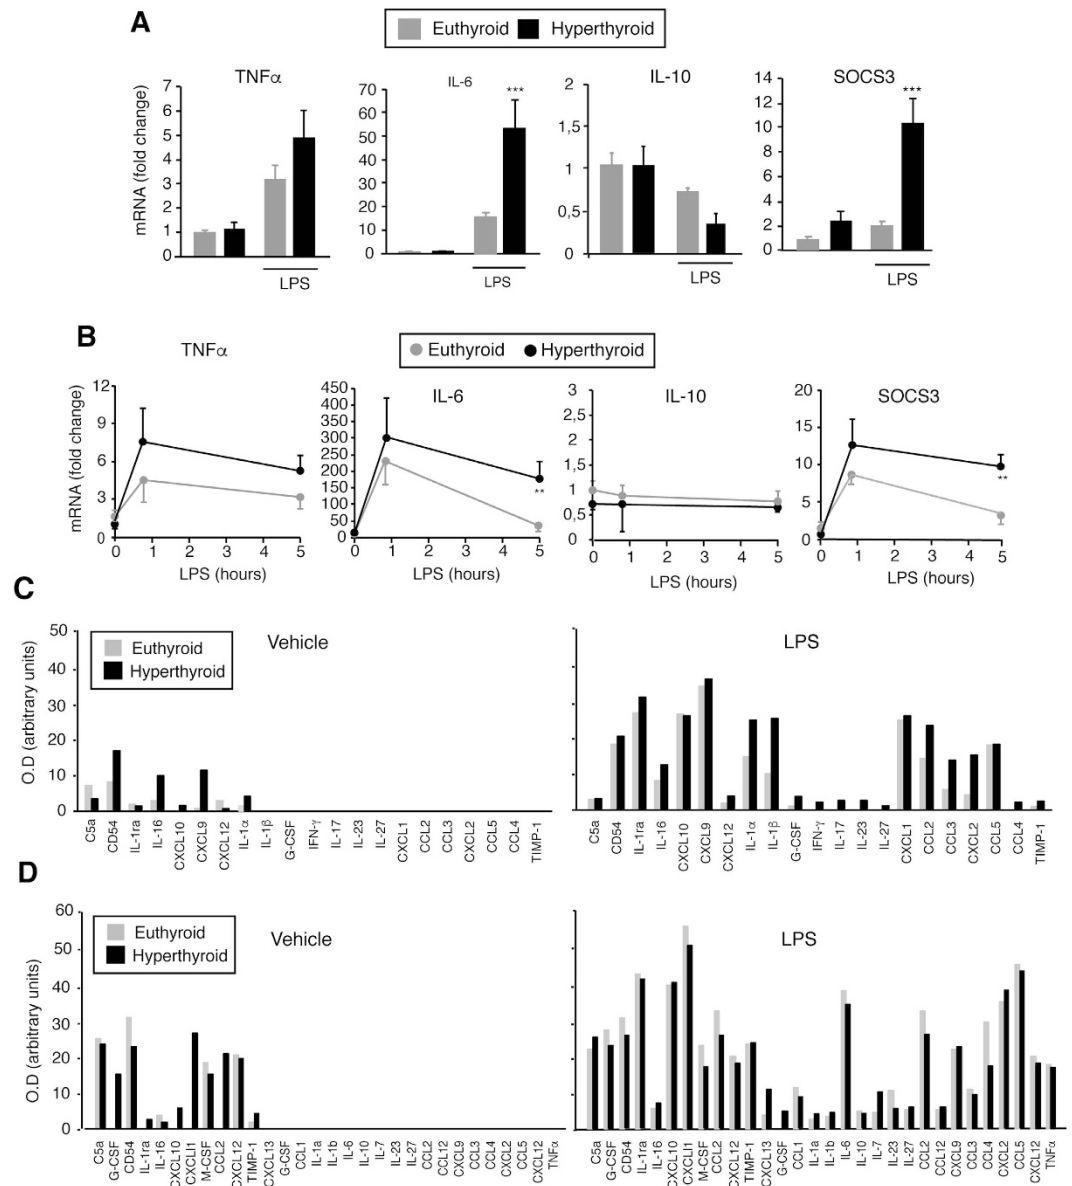 A
Euthyroid Hyperthyroid
TNFα IL-6 IL-10 SOCS3
mRNA (fold change)
7 6 5 4 3 2 1 0
70 60 50 40 30 20 10 0
2 1,5 1 0,5 0
14 12 10 8 6 4 2 0
*** ***
LPS LPS LPS LPS
B
Euthyroid Hyperthyroid
TNFα IL-6 IL-10 SOCS3
mRNA (fold change)
12 9 6 3 0
450 400 350 300 250 200 150 100 50 0
3 2,5 2 1,5 1 0,5 0
20 15 10 5 0
** **
0 1 2 3 4 5
0 1 2 3 4 5
0 1 2 3 4 5
0 1 2 3 4 5
LPS (hours) LPS (hours) LPS (hours) LPS (hours)
C
Euthyroid
Hyperthyroid
Vehicle LPS
O.D (arbitrary units)
50 40 30 20 10 0
C5a CD54 IL-1ra IL-16 CXCL10 CXCL9 CXCL12 IL-1α IL-1β G-CSF IFN-γ IL-17 IL-23 IL-27 CXCL1 CCL2 CCL3 CXCL2 CCL5 CCL4 TIMP-1
C5a CD54 IL-1ra IL-16 CXCL10 CXCL9 CXCL12 IL-1α IL-1β G-CSF IFN-γ IL-17 IL-23 IL-27 CXCL1 CCL2 CCL3 CXCL2 CCL5 CCL4 TIMP-1
D
Euthyroid
Hyperthyroid
Vehicle LPS
O.D (arbitrary units)
60 50 40 30 20 10 0
C5a G-CSF CD54 IL-1ra IL-16 CXCL10 CXCLl1 M-CSF CCL2 CXCL12 TIMP-1 CXCL13 G-CSF CCL1 IL-1a IL-1b IL-6 IL-10 IL-7 IL-23 IL-27 CCL2 CCL12 CXCL9 CCL3 CCL4 CXCL2 CCL5 CXCL12 TNFα
C5a G-CSF CD54 IL-1ra IL-16 CXCL10 CXCLl1 M-CSF CCL2 CXCL12 TIMP-1 CXCL13 G-CSF CCL1 IL-1a IL-1b IL-6 IL-10 IL-7 IL-23 IL-27 CCL2 CCL12 CXCL9 CCL3 CCL4 CXCL2 CCL5 CXCL12 TNFα